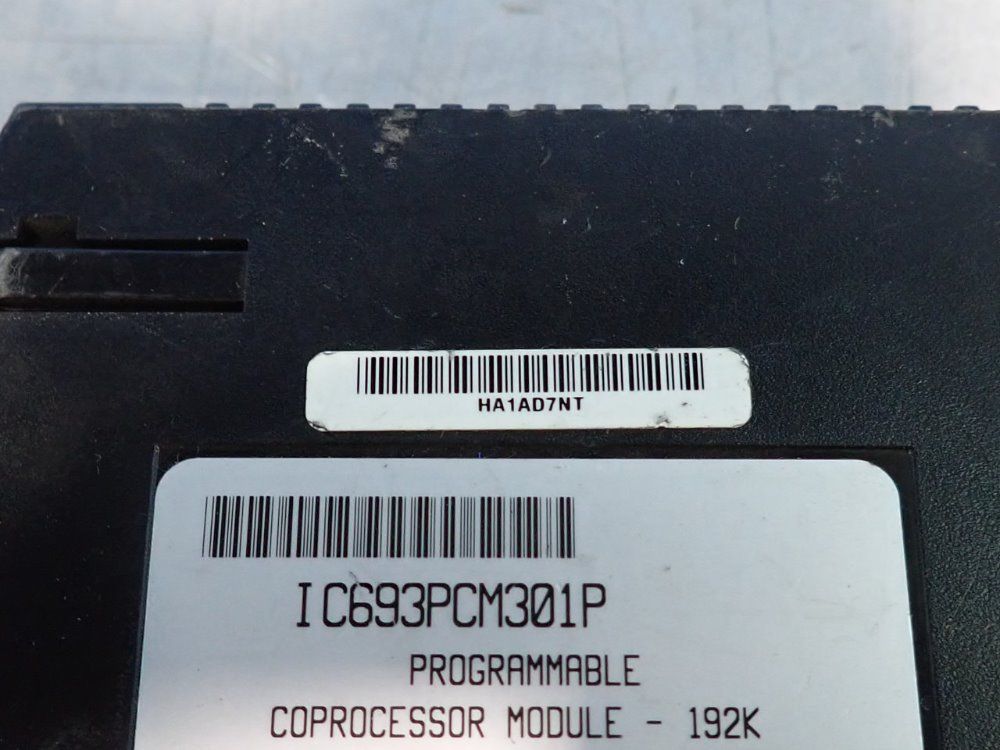 HA1AD7NT
IC693PCM301P
PROGRAMMABLE
COPROCESSOR MODULE - 192K